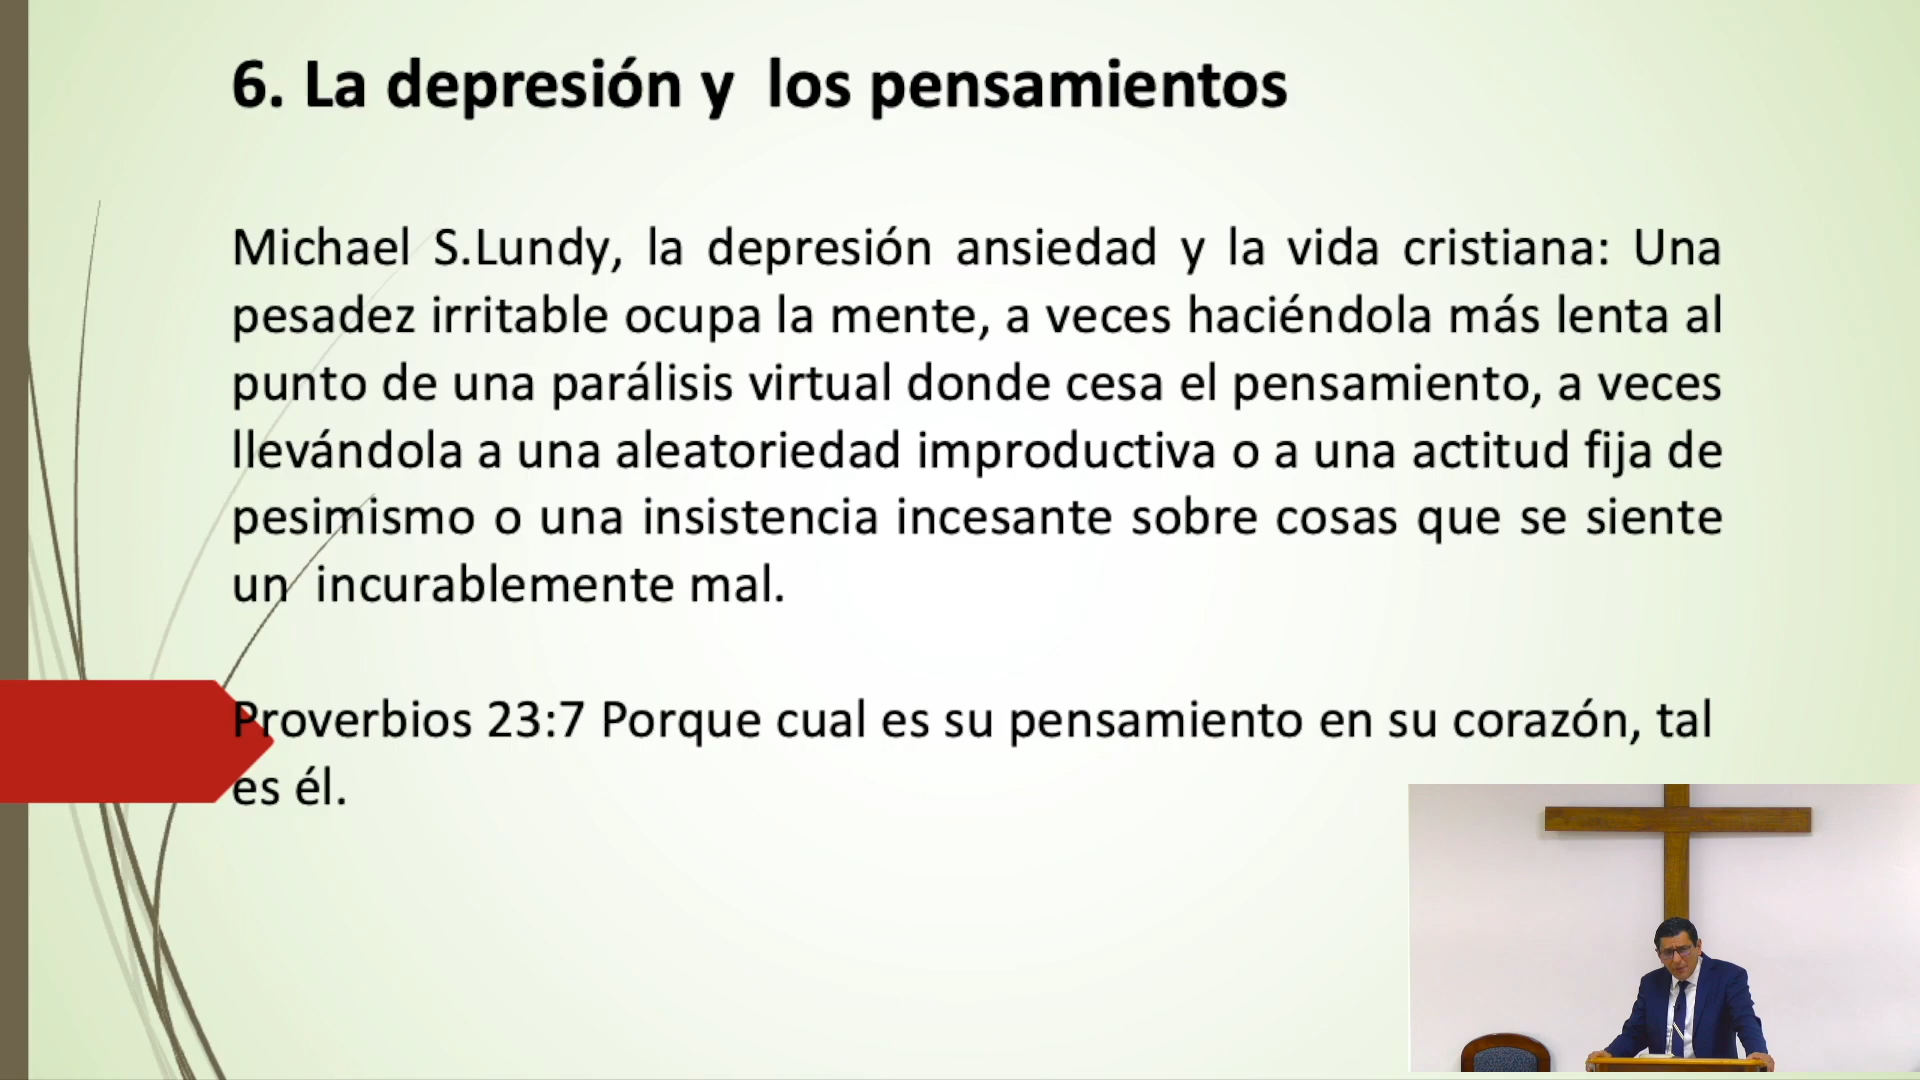 6. La depresión y los pensamientos
Michael S.Lundy, la depresión ansiedad y la vida cristiana: Una
pesadez irritable ocupa la mente, a veces haciéndola más lenta al
punto de una parálisis virtual donde cesa el pensamiento, a veces
llevándola a una aleatoriedad improductiva o a una actitud fija de
pesimismo o una insistencia incesante sobre cosas que se siente
un incurablemente mal.
Proverbios 23:7 Porque cual es su pensamiento en su corazón, tal
es él.